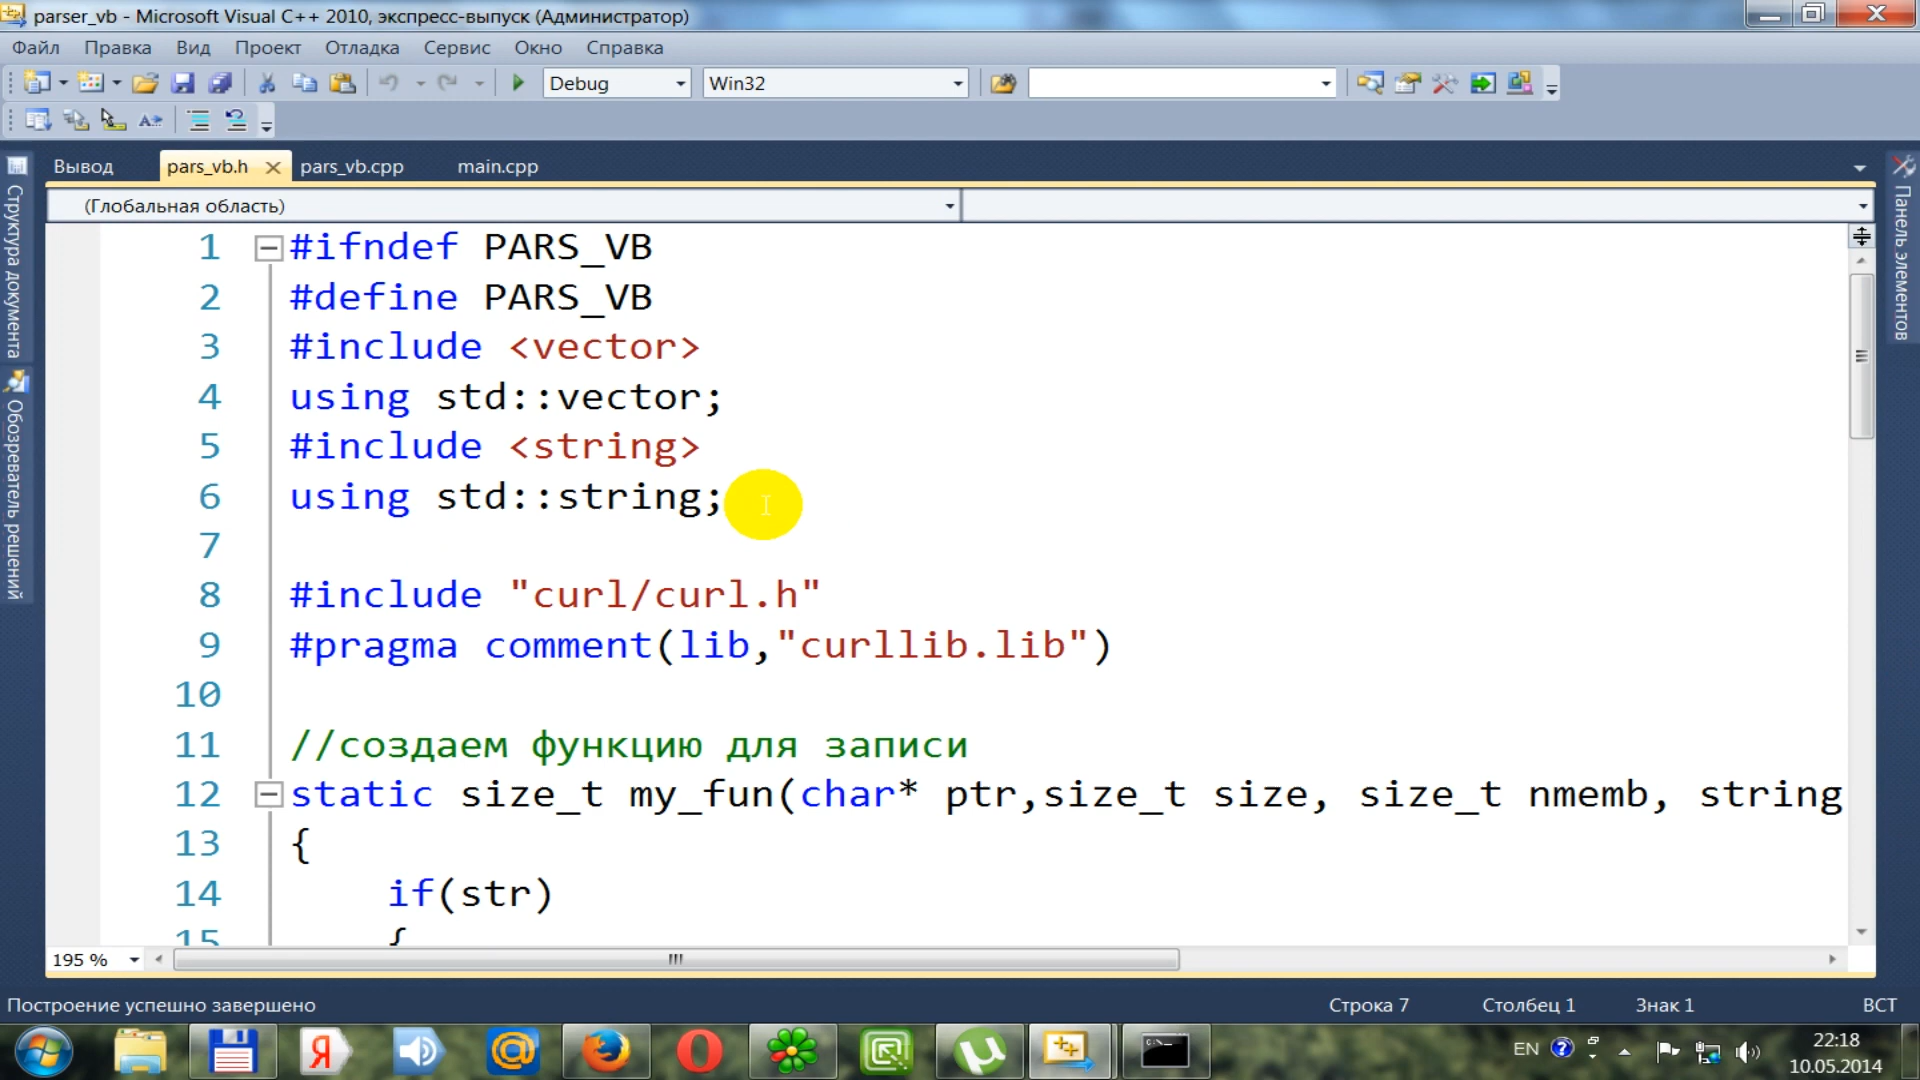 parser_vb - Microsoft Visual C++ 2010, экспресс-выпуск (Администратор)
Файл Правка Вид Проект Отладка Сервис Окно Справка
Debug Win32
Вывод pars_vb.h pars_vb.cpp main.cpp
(Глобальная область)
Структура документа
Обозреватель решений
Панель элементов
1 #ifndef PARS_VB
2 #define PARS_VB
3 #include <vector>
4 using std::vector;
5 #include <string>
6 using std::string;
7
8 #include "curl/curl.h"
9 #pragma comment(lib,"curllib.lib")
10
11 //создаем функцию для записи
12 static size_t my_fun(char* ptr,size_t size, size_t nmemb, string
13 {
14 if(str)
15 {
195 %
Построение успешно завершено Строка 7 Столбец 1 Знак 1 ВСТ
EN 22:18
10.05.2014